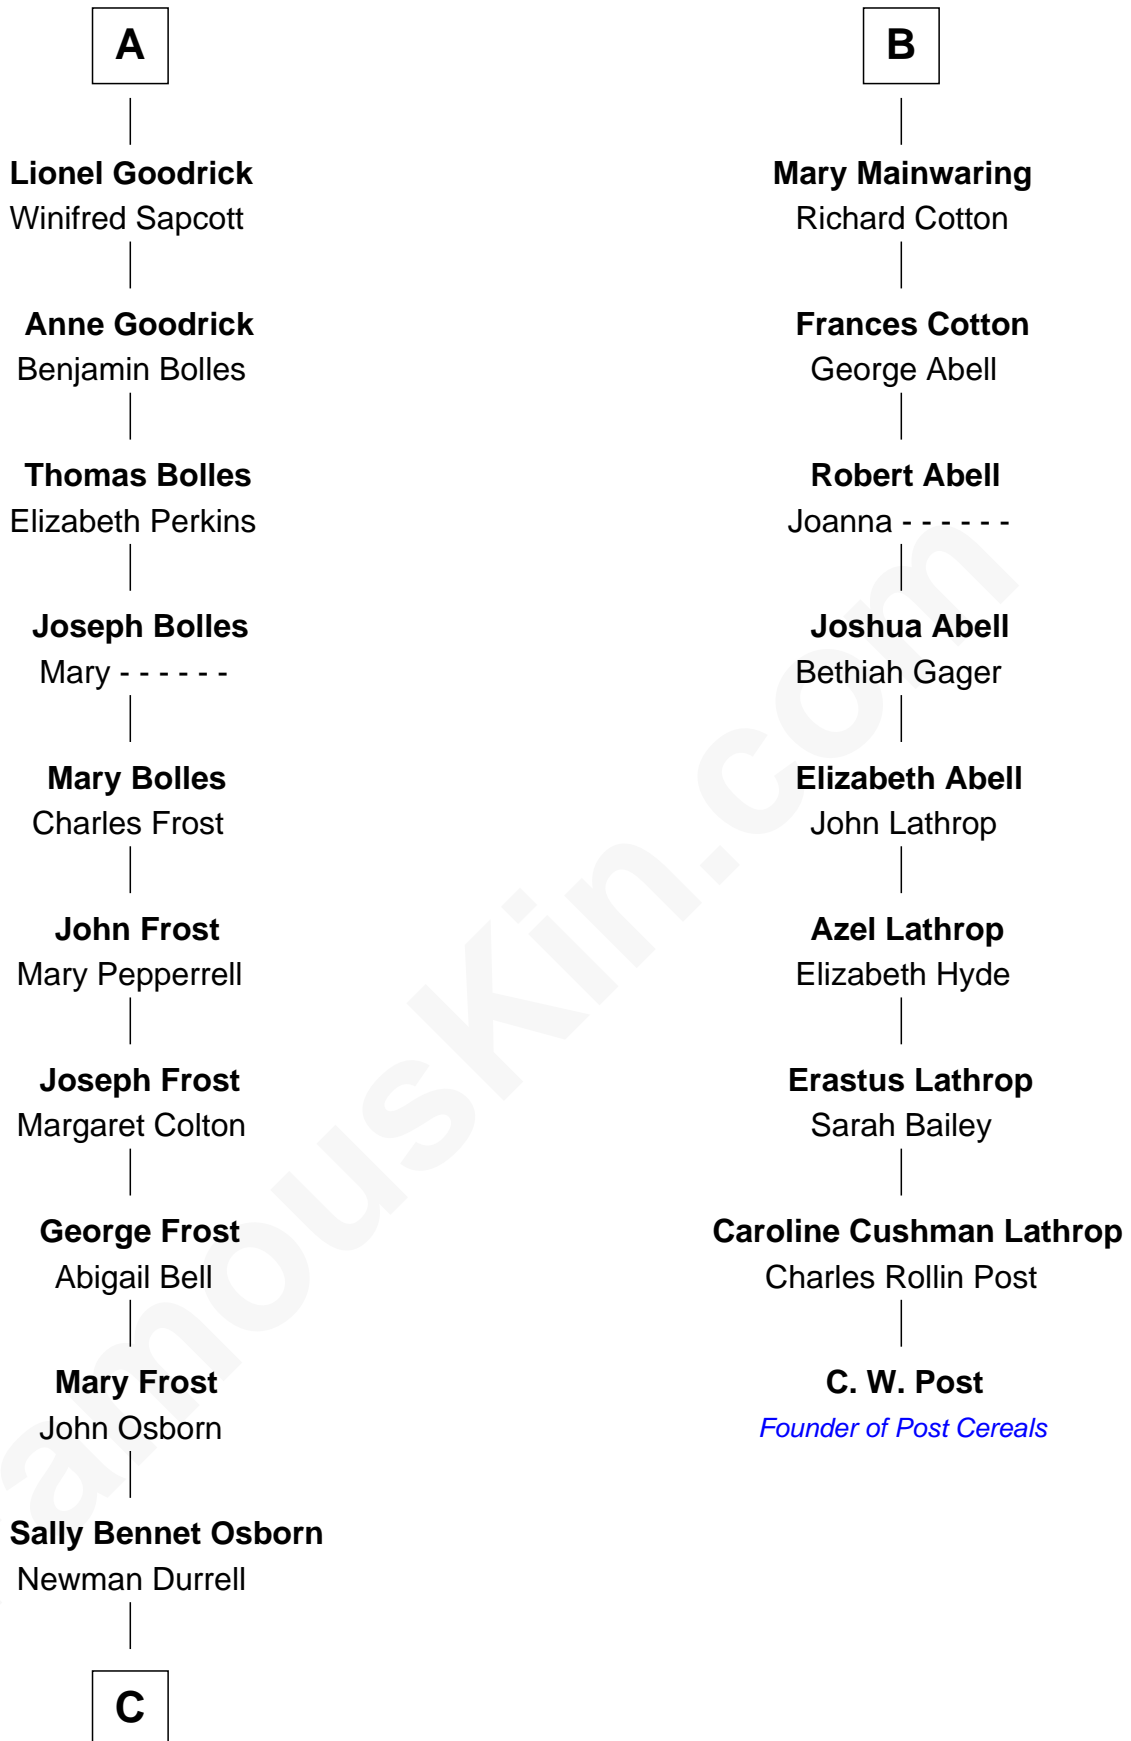 A
Lionel Goodrick
Winifred Sapcott
Anne Goodrick
Benjamin Bolles
Thomas Bolles
Elizabeth Perkins
Joseph Bolles
Mary - - - - - -
Mary Bolles
Charles Frost
John Frost
Mary Pepperrell
Joseph Frost
Margaret Colton
George Frost
Abigail Bell
Mary Frost
John Osborn
Sally Bennet Osborn
Newman Durrell
C
B
Mary Mainwaring
Richard Cotton
Frances Cotton
George Abell
Robert Abell
Joanna - - - - - -
Joshua Abell
Bethiah Gager
Elizabeth Abell
John Lathrop
Azel Lathrop
Elizabeth Hyde
Erastus Lathrop
Sarah Bailey
Caroline Cushman Lathrop
Charles Rollin Post
C. W. Post
Founder of Post Cereals
amouskin.com